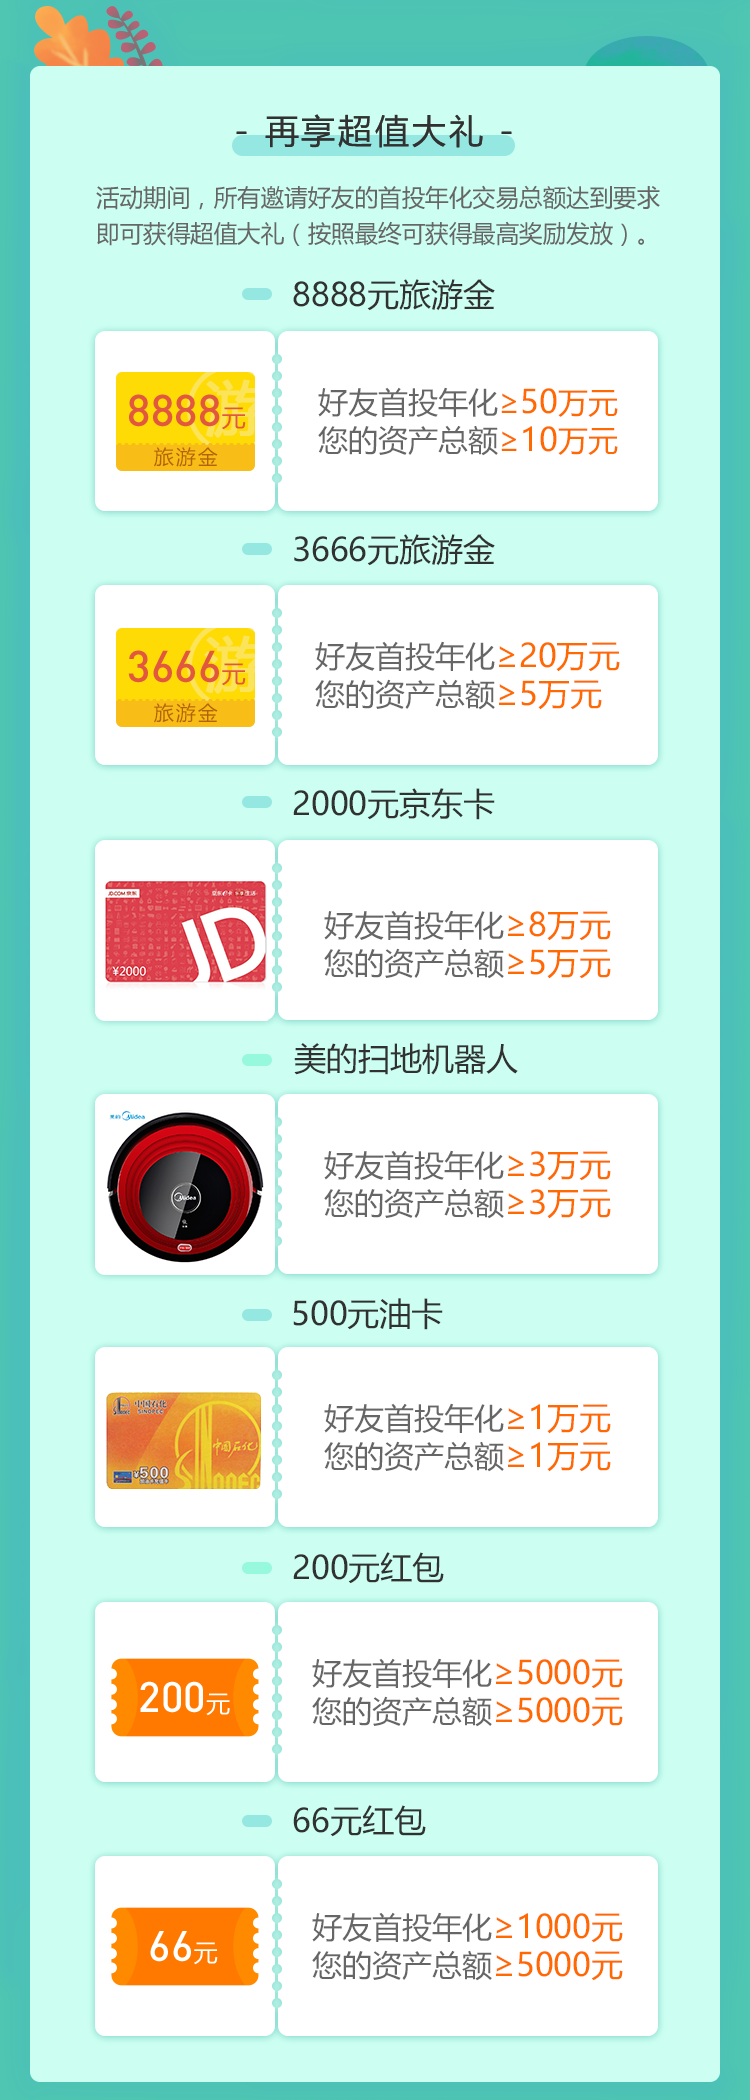 - 再享超值大礼 -
活动期间，所有邀请好友的首投年化交易总额达到要求
即可获得超值大礼（按照最终可获得最高奖励发放）。
8888元旅游金
游
8888元
旅游金
好友首投年化≥50万元
您的资产总额≥10万元
3666元旅游金
游
3666元
旅游金
好友首投年化≥20万元
您的资产总额≥5万元
2000元京东卡
JD.COM 京东
JD
¥2000
好友首投年化≥8万元
您的资产总额≥5万元
美的扫地机器人
美的 Midea
Midea
好友首投年化≥3万元
您的资产总额≥3万元
500元油卡
中国石化
SINOPEC
中国石化
¥500
SINOPEC
好友首投年化≥1万元
您的资产总额≥1万元
200元红包
200元
好友首投年化≥5000元
您的资产总额≥5000元
66元红包
66元
好友首投年化≥1000元
您的资产总额≥5000元